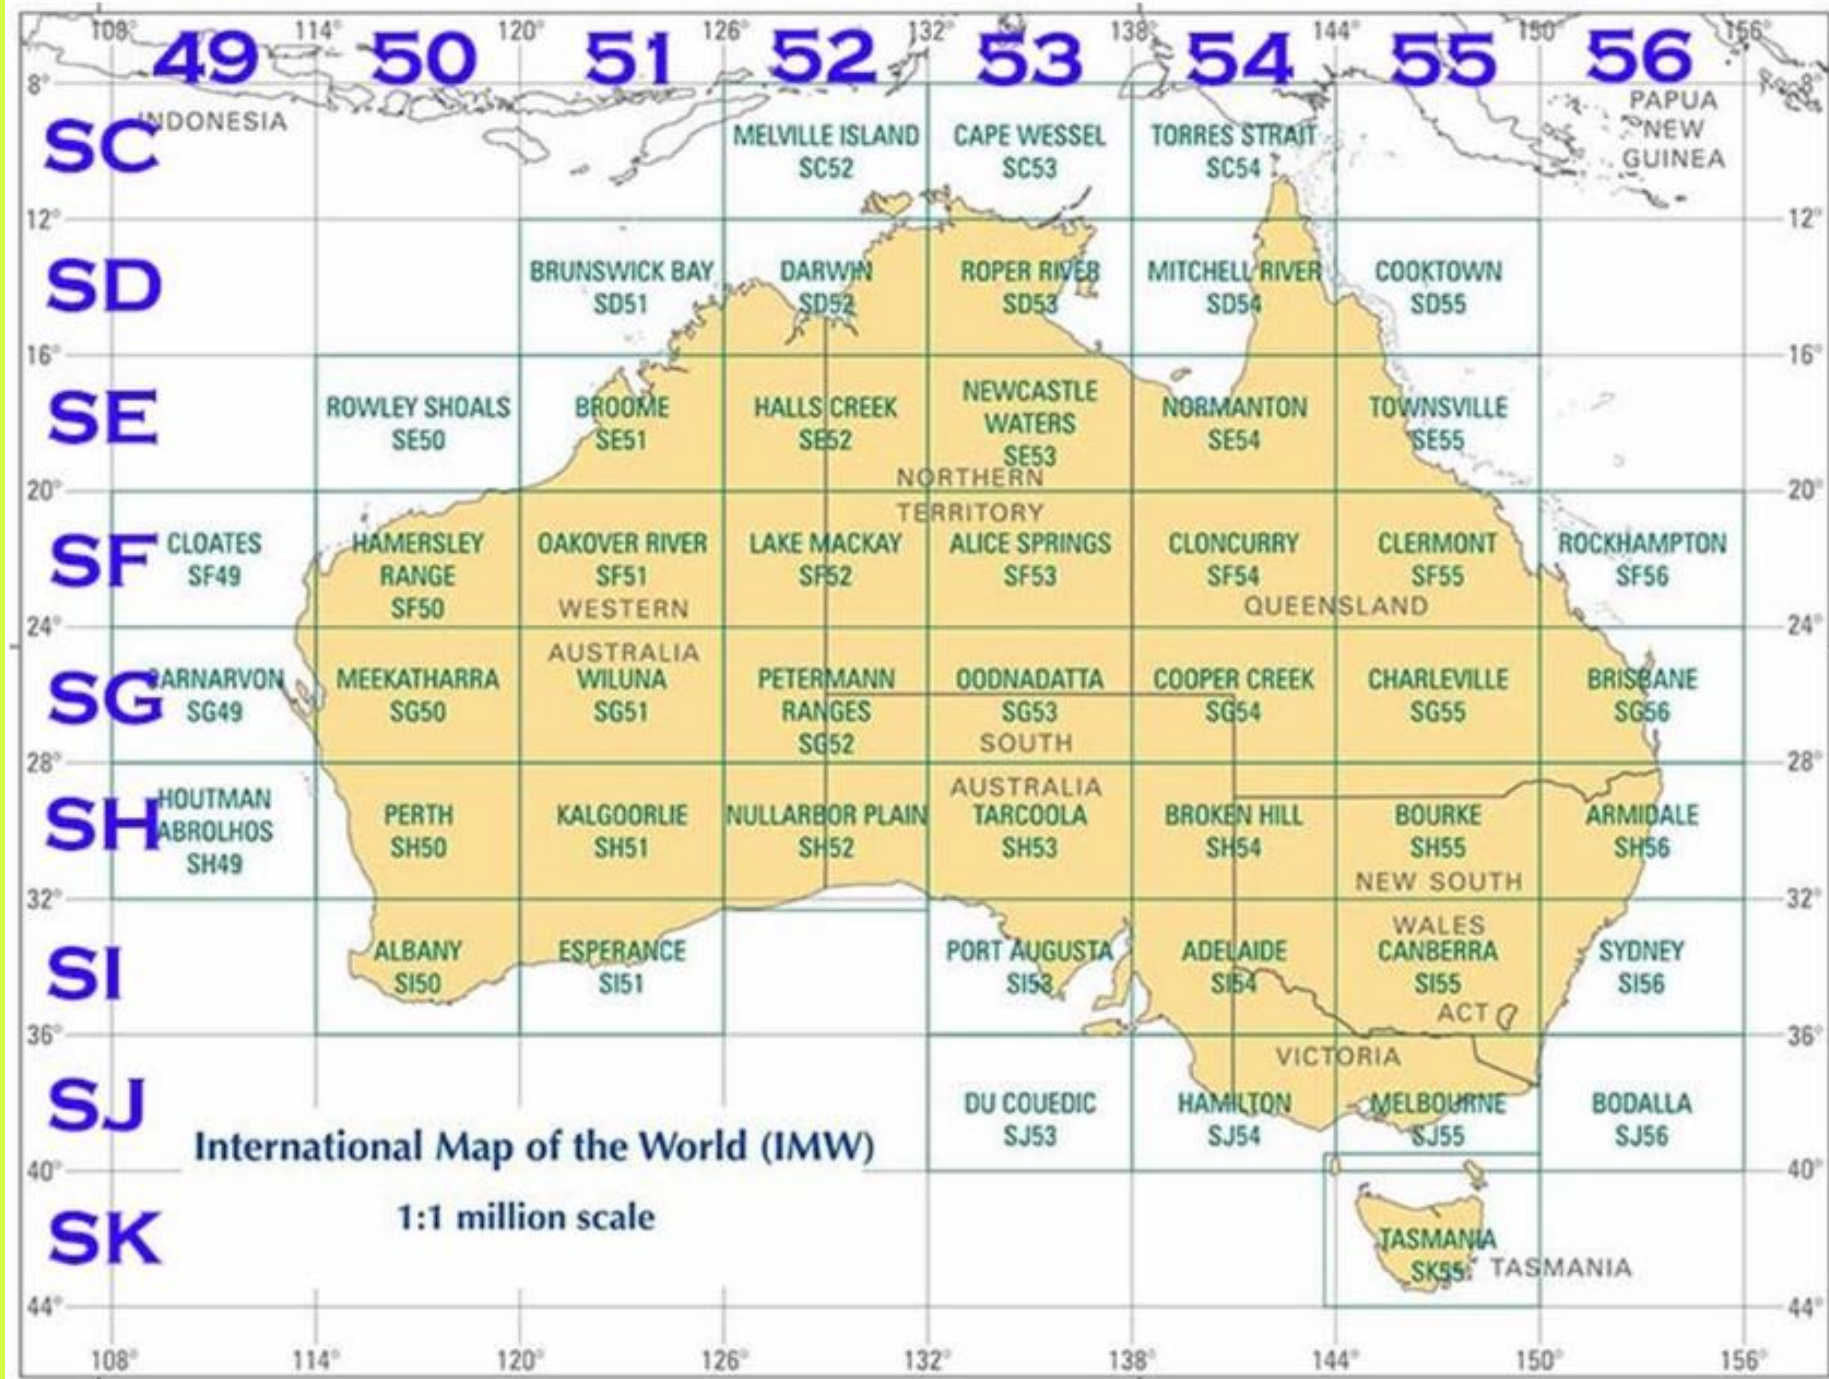 108° 114° 120° 126° 132° 138° 144° 150° 156°
49 50 51 52 53 54 55 56
8° 8°
INDONESIA
PAPUA
NEW
GUINEA
SC
MELVILLE ISLAND
SC52
CAPE WESSEL
SC53
TORRES STRAIT
SC54
12° 12°
SD
BRUNSWICK BAY
SD51
DARWIN
SD52
ROPER RIVER
SD53
MITCHELL RIVER
SD54
COOKTOWN
SD55
16° 16°
SE
ROWLEY SHOALS
SE50
BROOME
SE51
HALLS CREEK
SE52
NEWCASTLE
WATERS
SE53
NORMANTON
SE54
TOWNSVILLE
SE55
NORTHERN
TERRITORY
20° 20°
SF
CLOATES
SF49
HAMERSLEY
RANGE
SF50
OAKOVER RIVER
SF51
LAKE MACKAY
SF52
ALICE SPRINGS
SF53
CLONCURRY
SF54
CLERMONT
SF55
ROCKHAMPTON
SF56
WESTERN
AUSTRALIA
QUEENSLAND
24° 24°
SG
CARNARVON
SG49
MEEKATHARRA
SG50
WILUNA
SG51
PETERMANN
RANGES
SG52
OODNADATTA
SG53
COOPER CREEK
SG54
CHARLEVILLE
SG55
BRISBANE
SG56
SOUTH
AUSTRALIA
28° 28°
SH
HOUTMAN
ABROLHOS
SH49
PERTH
SH50
KALGOORLIE
SH51
NULLARBOR PLAIN
SH52
TARCOOLA
SH53
BROKEN HILL
SH54
BOURKE
SH55
ARMIDALE
SH56
NEW SOUTH
WALES
32° 32°
SI
ALBANY
SI50
ESPERANCE
SI51
PORT AUGUSTA
SI53
ADELAIDE
SI54
CANBERRA
SI55
SYDNEY
SI56
ACT
36° 36°
VICTORIA
SJ
DU COUEDIC
SJ53
HAMILTON
SJ54
MELBOURNE
SJ55
BODALLA
SJ56
International Map of the World (IMW)
1:1 million scale
40° 40°
SK
TASMANIA
SK55
TASMANIA
44° 44°
108° 114° 120° 126° 132° 138° 144° 150° 156°